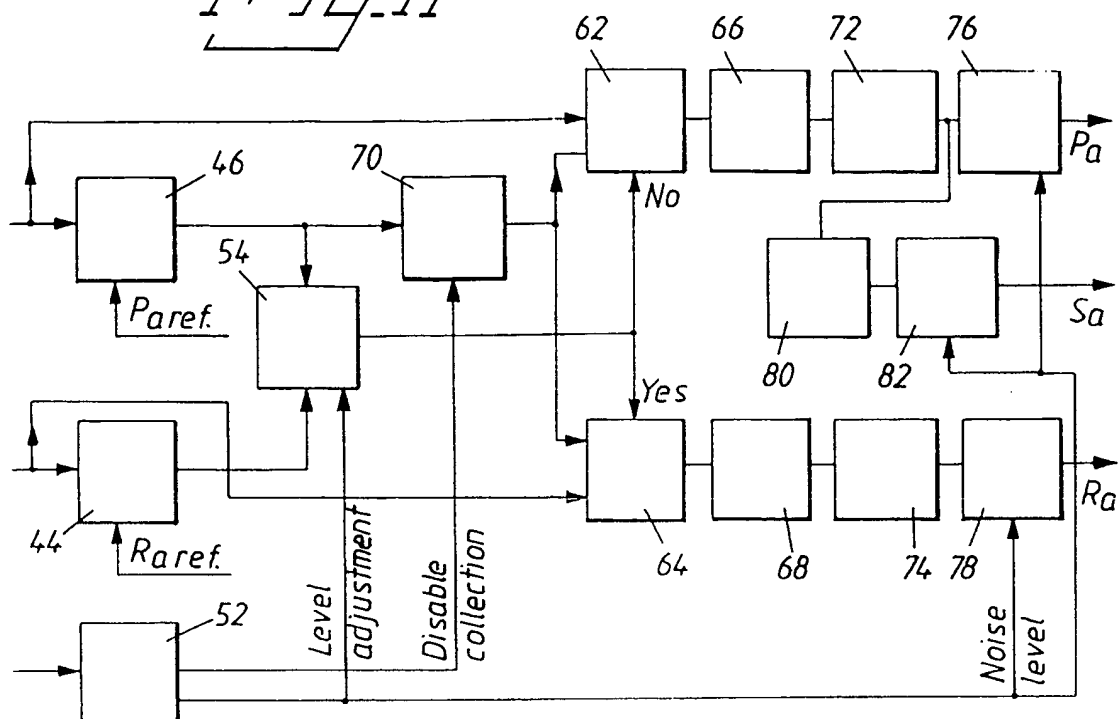 62 66 72 76
46 70 Pa
No
54
Pa ref.
Sa
80 82
Yes
Ra
44 Ra ref. 64 68 74 78
52 Level adjustment Disable collection Noise level